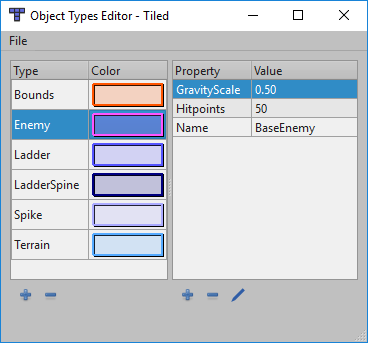 Object Types Editor - Tiled
File
Type Color
Bounds
Enemy
Ladder
LadderSpine
Spike
Terrain
Property Value
GravityScale 0.50
Hitpoints 50
Name BaseEnemy